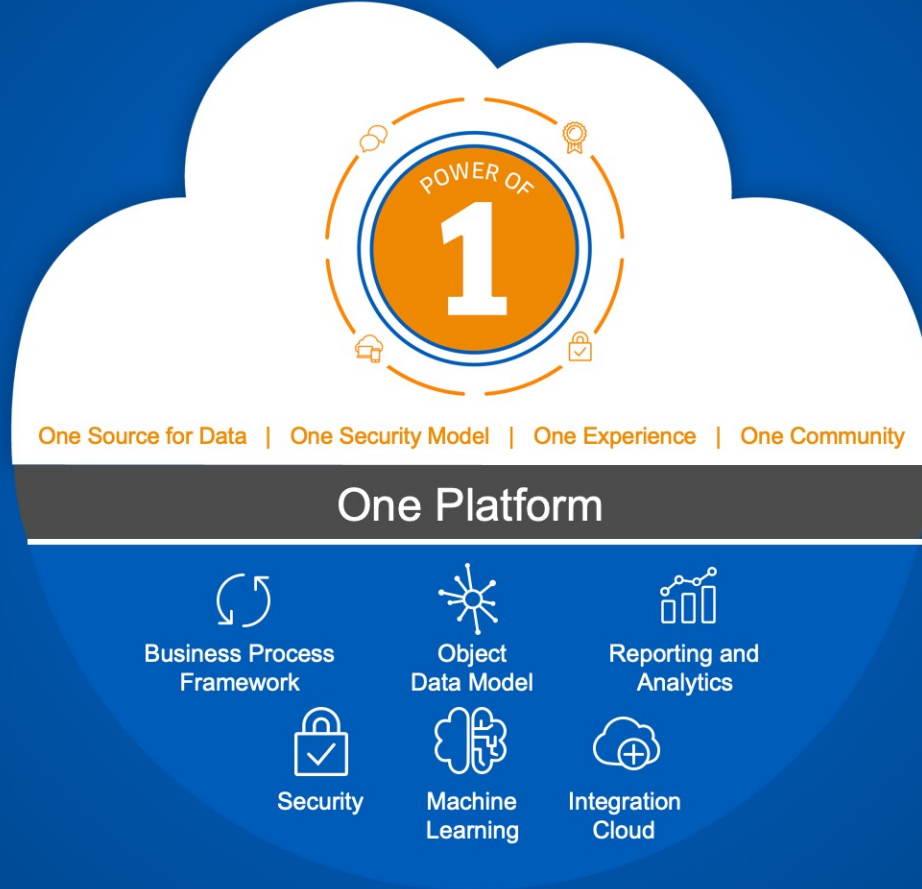 POWER OF
1
One Source for Data | One Security Model | One Experience | One Community
One Platform
Business Process
Framework
Object
Data Model
Reporting and
Analytics
Security
Machine
Learning
Integration
Cloud